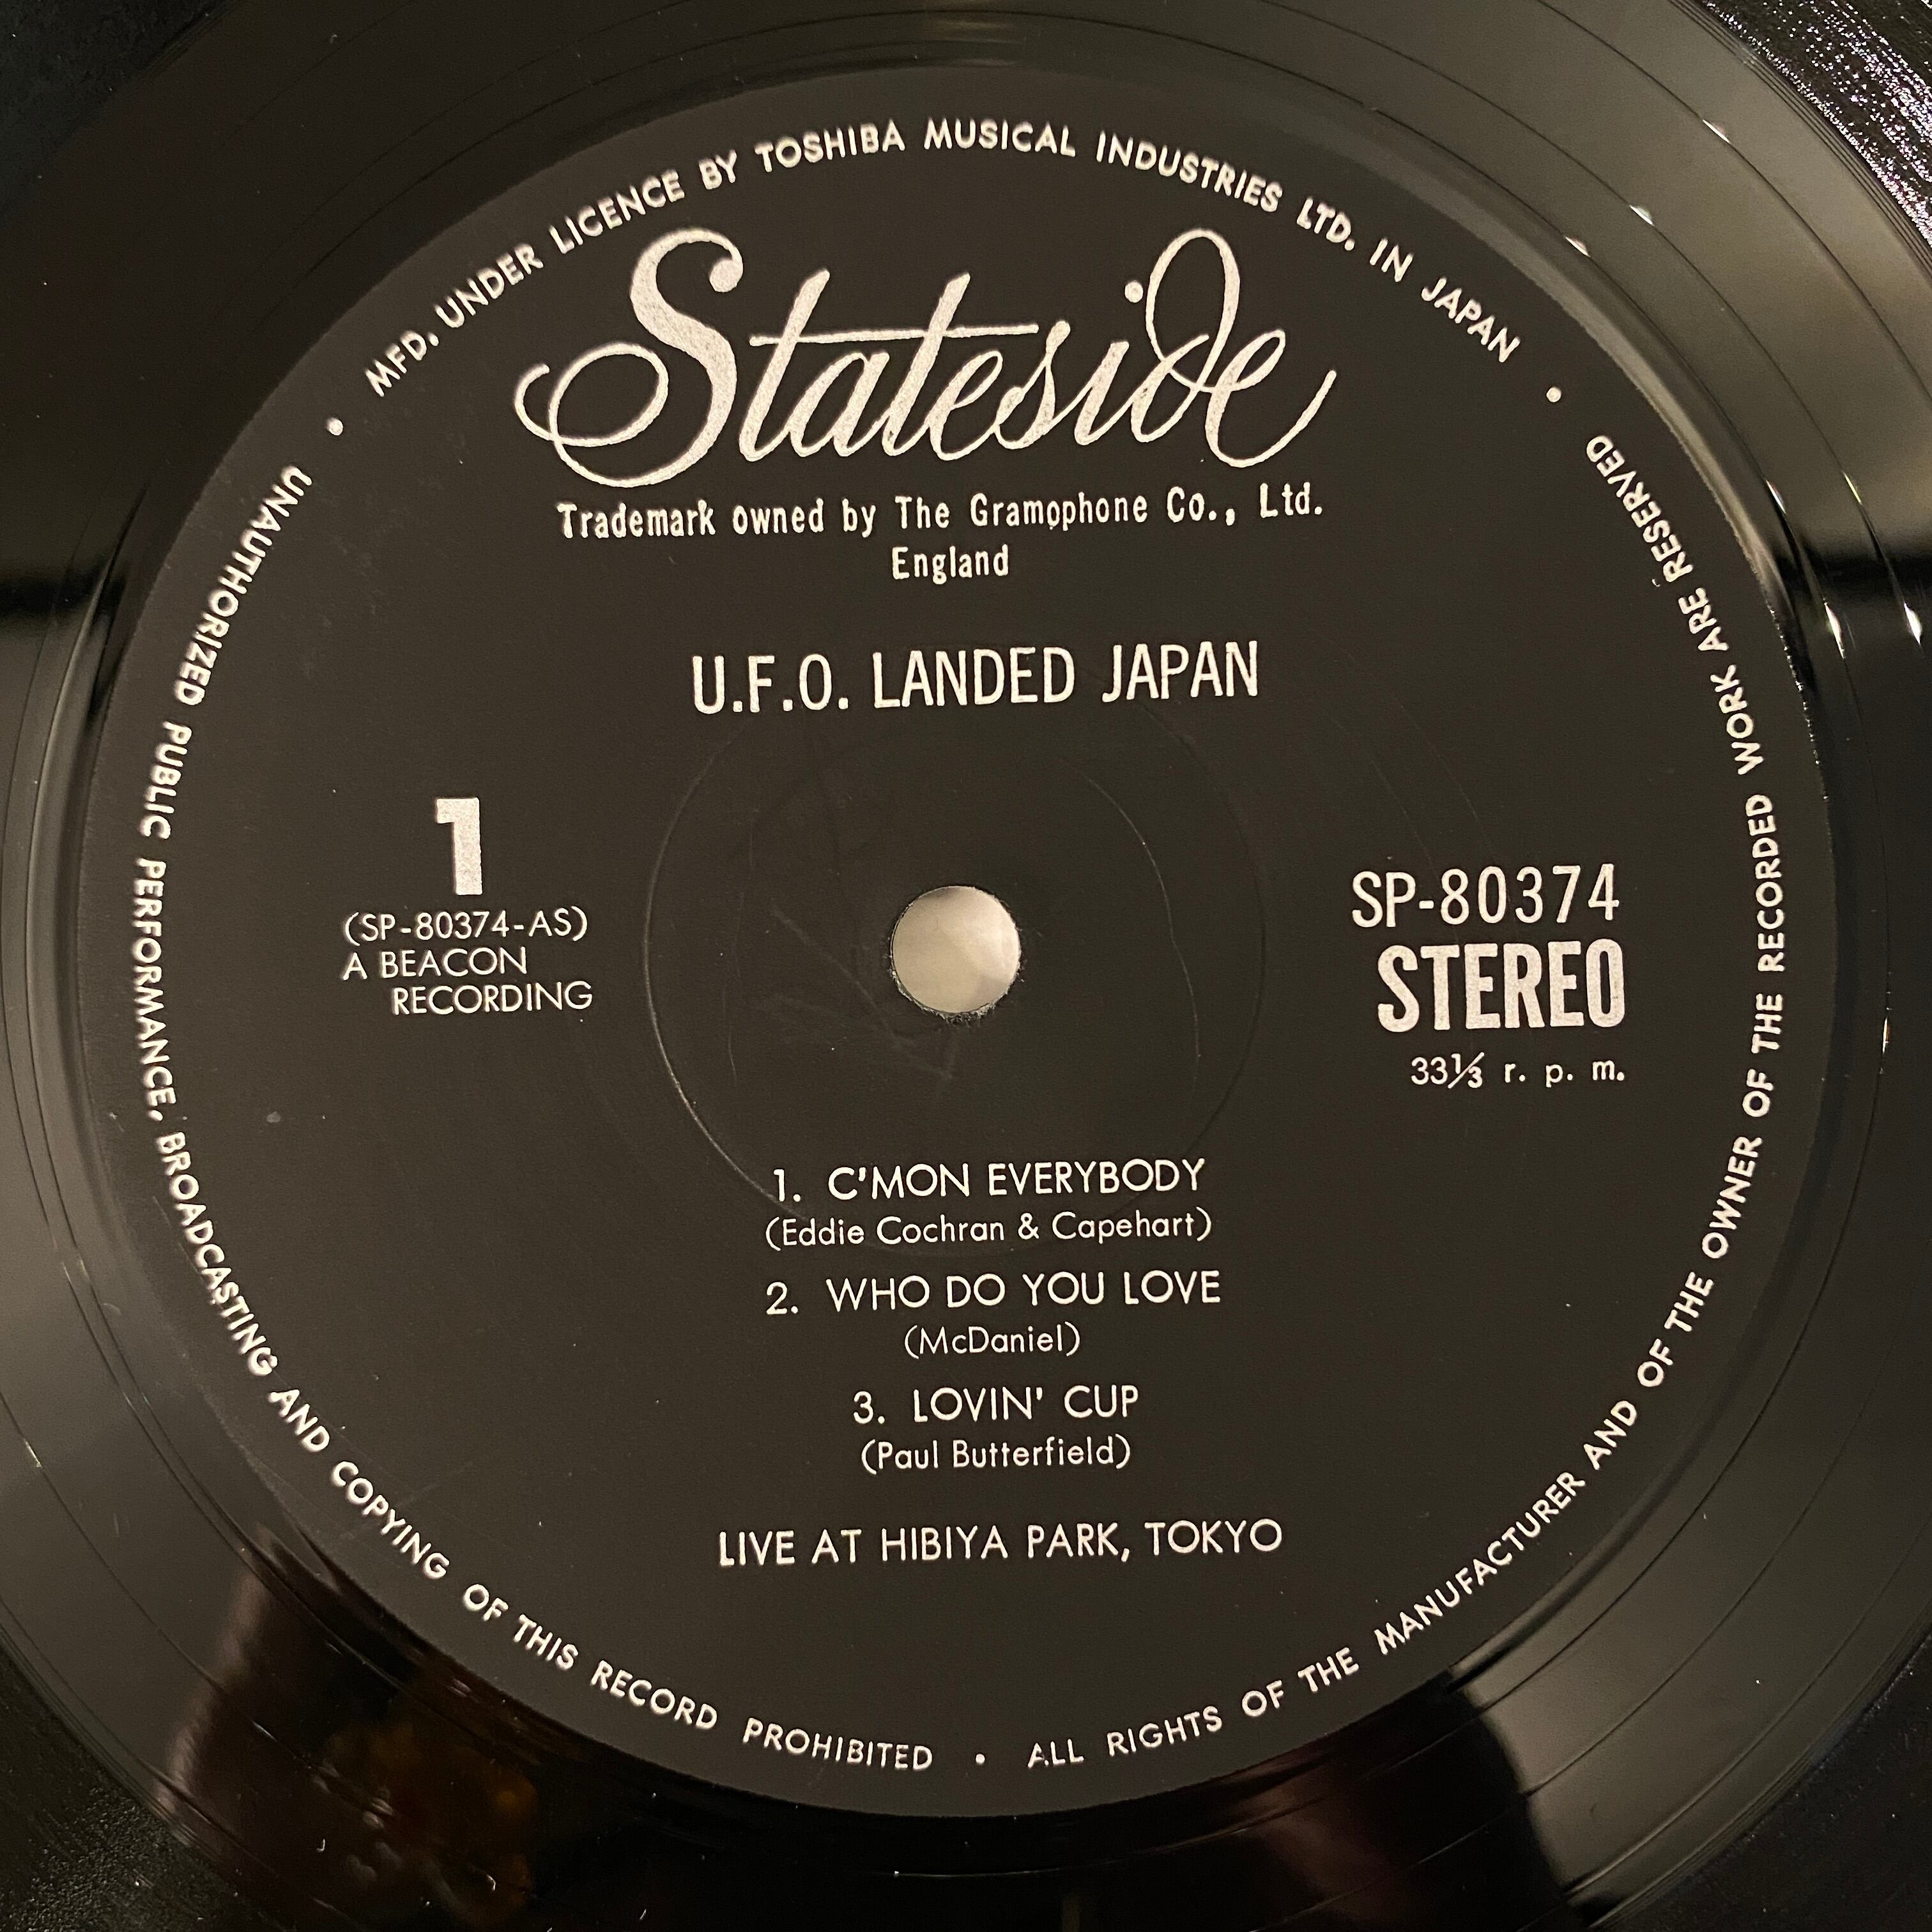 MFD. UNDER LICENCE BY TOSHIBA MUSICAL INDUSTRIES LTD. IN JAPAN •
Stateside
Trademark owned by The Gramophone Co., Ltd.
England
U.F.O. LANDED JAPAN
1
(SP-80374-AS)
A BEACON
RECORDING
SP-80374
STEREO
33⅓ r. p. m.
1. C'MON EVERYBODY
(Eddie Cochran & Capehart)
2. WHO DO YOU LOVE
(McDaniel)
3. LOVIN' CUP
(Paul Butterfield)
LIVE AT HIBIYA PARK, TOKYO
• UNAUTHORIZED PUBLIC PERFORMANCE, BROADCASTING AND COPYING OF THIS RECORD PROHIBITED • ALL RIGHTS OF THE MANUFACTURER AND OF THE OWNER OF THE RECORDED WORK ARE RESERVED